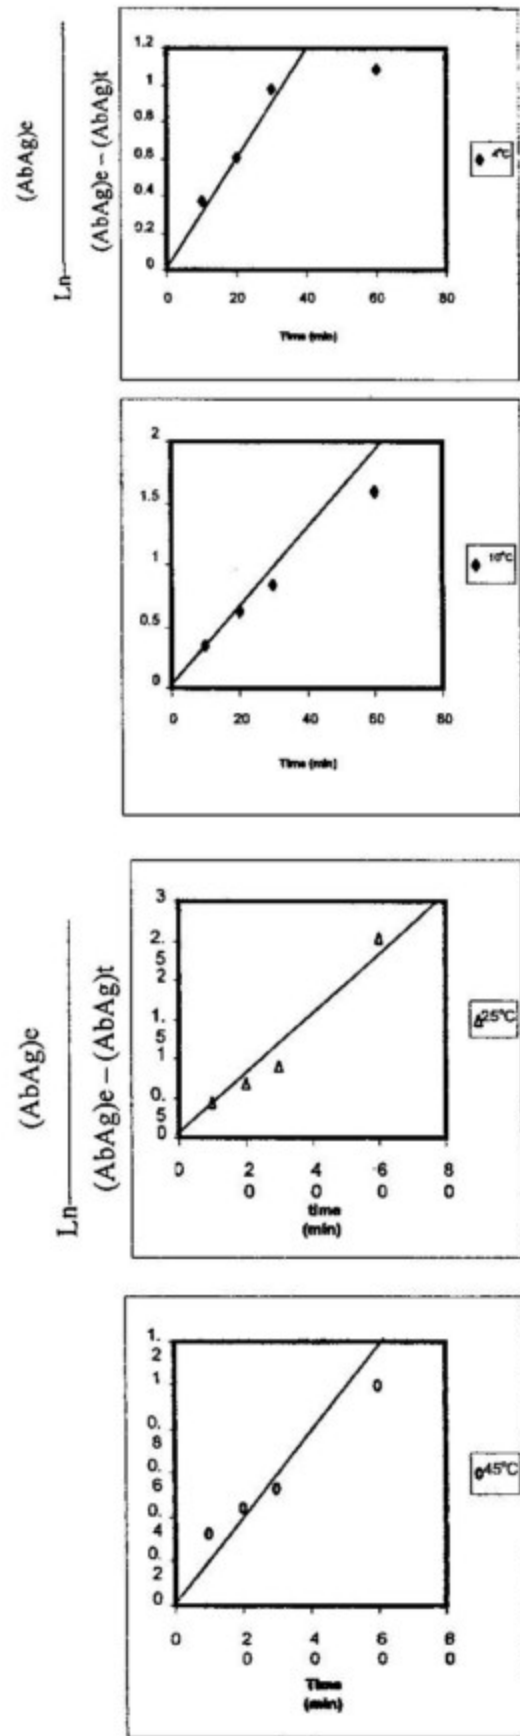 (AbAg)e
Ln
(AbAg)e – (AbAg)t
1.2
1
0.8
0.6
0.4
0.2
0
0 20 40 60 80
Time (min)
4°C
2
1.5
1
0.5
0
0 20 40 60 80
Time (min)
10°C
(AbAg)e
Ln
(AbAg)e – (AbAg)t
3
2.
5
2
1.
5
1
0.
5
0
0 2 4 6 8
0 0 0 0
time
(min)
25°C
1.
2
1
0.
8
0.
6
0.
4
0.
2
0
0 2 4 6 8
0 0 0 0 0
Time
(min)
45°C